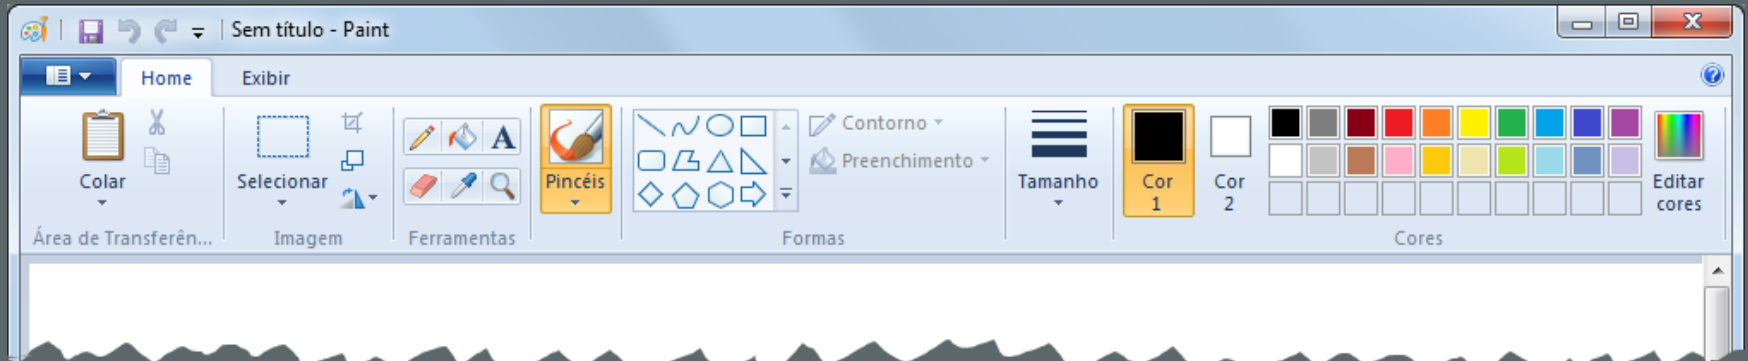 Sem título - Paint
Home Exibir
Colar
Selecionar
A
Pincéis
Contorno
Preenchimento
Tamanho
Cor 1
Cor 2
Editar cores
Área de Transferên...
Imagem
Ferramentas
Formas
Cores